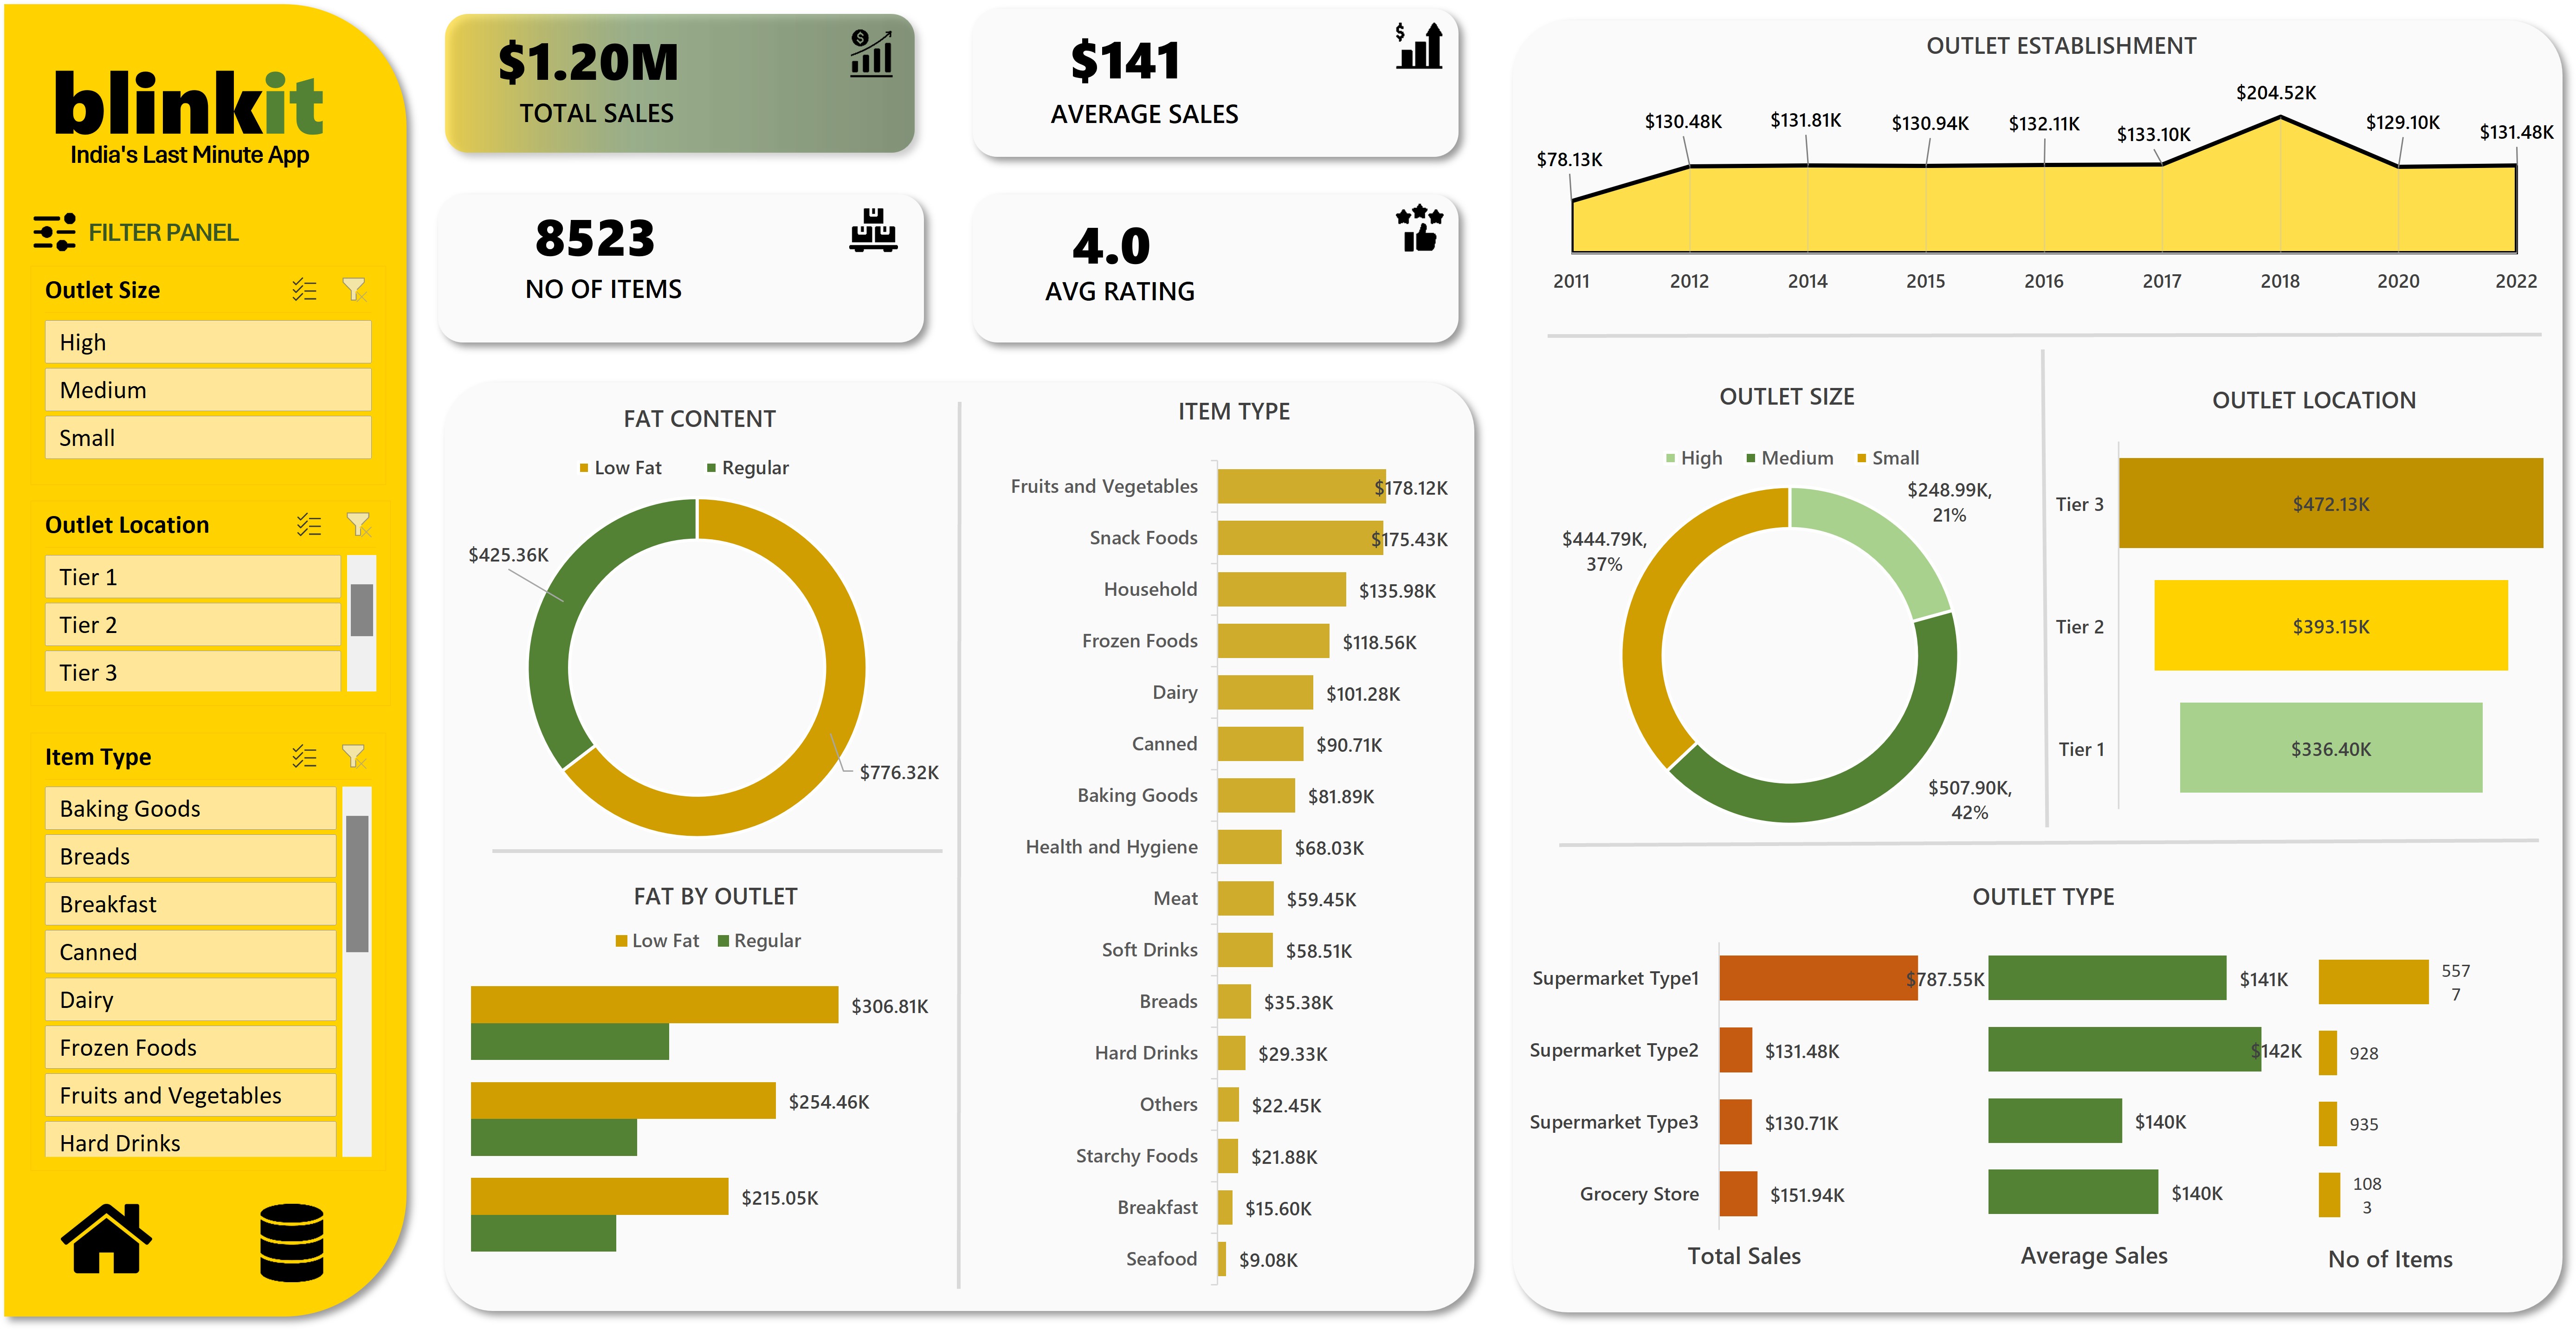 blinkit
India's Last Minute App
FILTER PANEL
Outlet Size
High
Medium
Small
Outlet Location
Tier 1
Tier 2
Tier 3
Item Type
Baking Goods
Breads
Breakfast
Canned
Dairy
Frozen Foods
Fruits and Vegetables
Hard Drinks
$1.20M
TOTAL SALES
$141
AVERAGE SALES
8523
NO OF ITEMS
4.0
AVG RATING
FAT CONTENT
Low Fat Regular
$425.36K
$776.32K
FAT BY OUTLET
Low Fat Regular
$306.81K
$254.46K
$215.05K
ITEM TYPE
Fruits and Vegetables $178.12K
Snack Foods $175.43K
Household $135.98K
Frozen Foods $118.56K
Dairy $101.28K
Canned $90.71K
Baking Goods $81.89K
Health and Hygiene $68.03K
Meat $59.45K
Soft Drinks $58.51K
Breads $35.38K
Hard Drinks $29.33K
Others $22.45K
Starchy Foods $21.88K
Breakfast $15.60K
Seafood $9.08K
OUTLET ESTABLISHMENT
$78.13K $130.48K $131.81K $130.94K $132.11K $133.10K $204.52K $129.10K $131.48K
2011 2012 2014 2015 2016 2017 2018 2020 2022
OUTLET SIZE
High Medium Small
$248.99K,
21%
$444.79K,
37%
$507.90K,
42%
OUTLET LOCATION
Tier 3 $472.13K
Tier 2 $393.15K
Tier 1 $336.40K
OUTLET TYPE
Supermarket Type1 $787.55K $141K 557
7
Supermarket Type2 $131.48K $142K 928
Supermarket Type3 $130.71K $140K 935
Grocery Store $151.94K $140K 108
3
Total Sales Average Sales No of Items